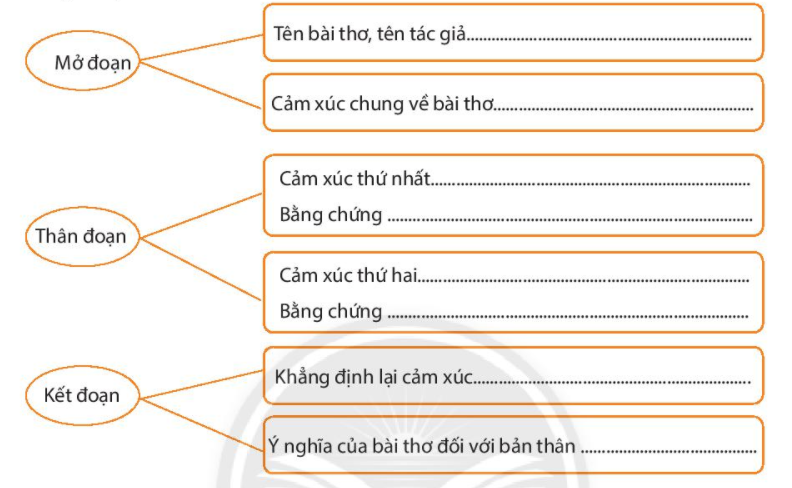 Mở đoạn
Tên bài thơ, tên tác giả...............................................................
Cảm xúc chung về bài thơ.........................................................
Thân đoạn
Cảm xúc thứ nhất......................................................................
Bằng chứng ................................................................................
Cảm xúc thứ hai.........................................................................
Bằng chứng ...............................................................................
Kết đoạn
Khẳng định lại cảm xúc.............................................................
Ý nghĩa của bài thơ đối với bản thân .......................................